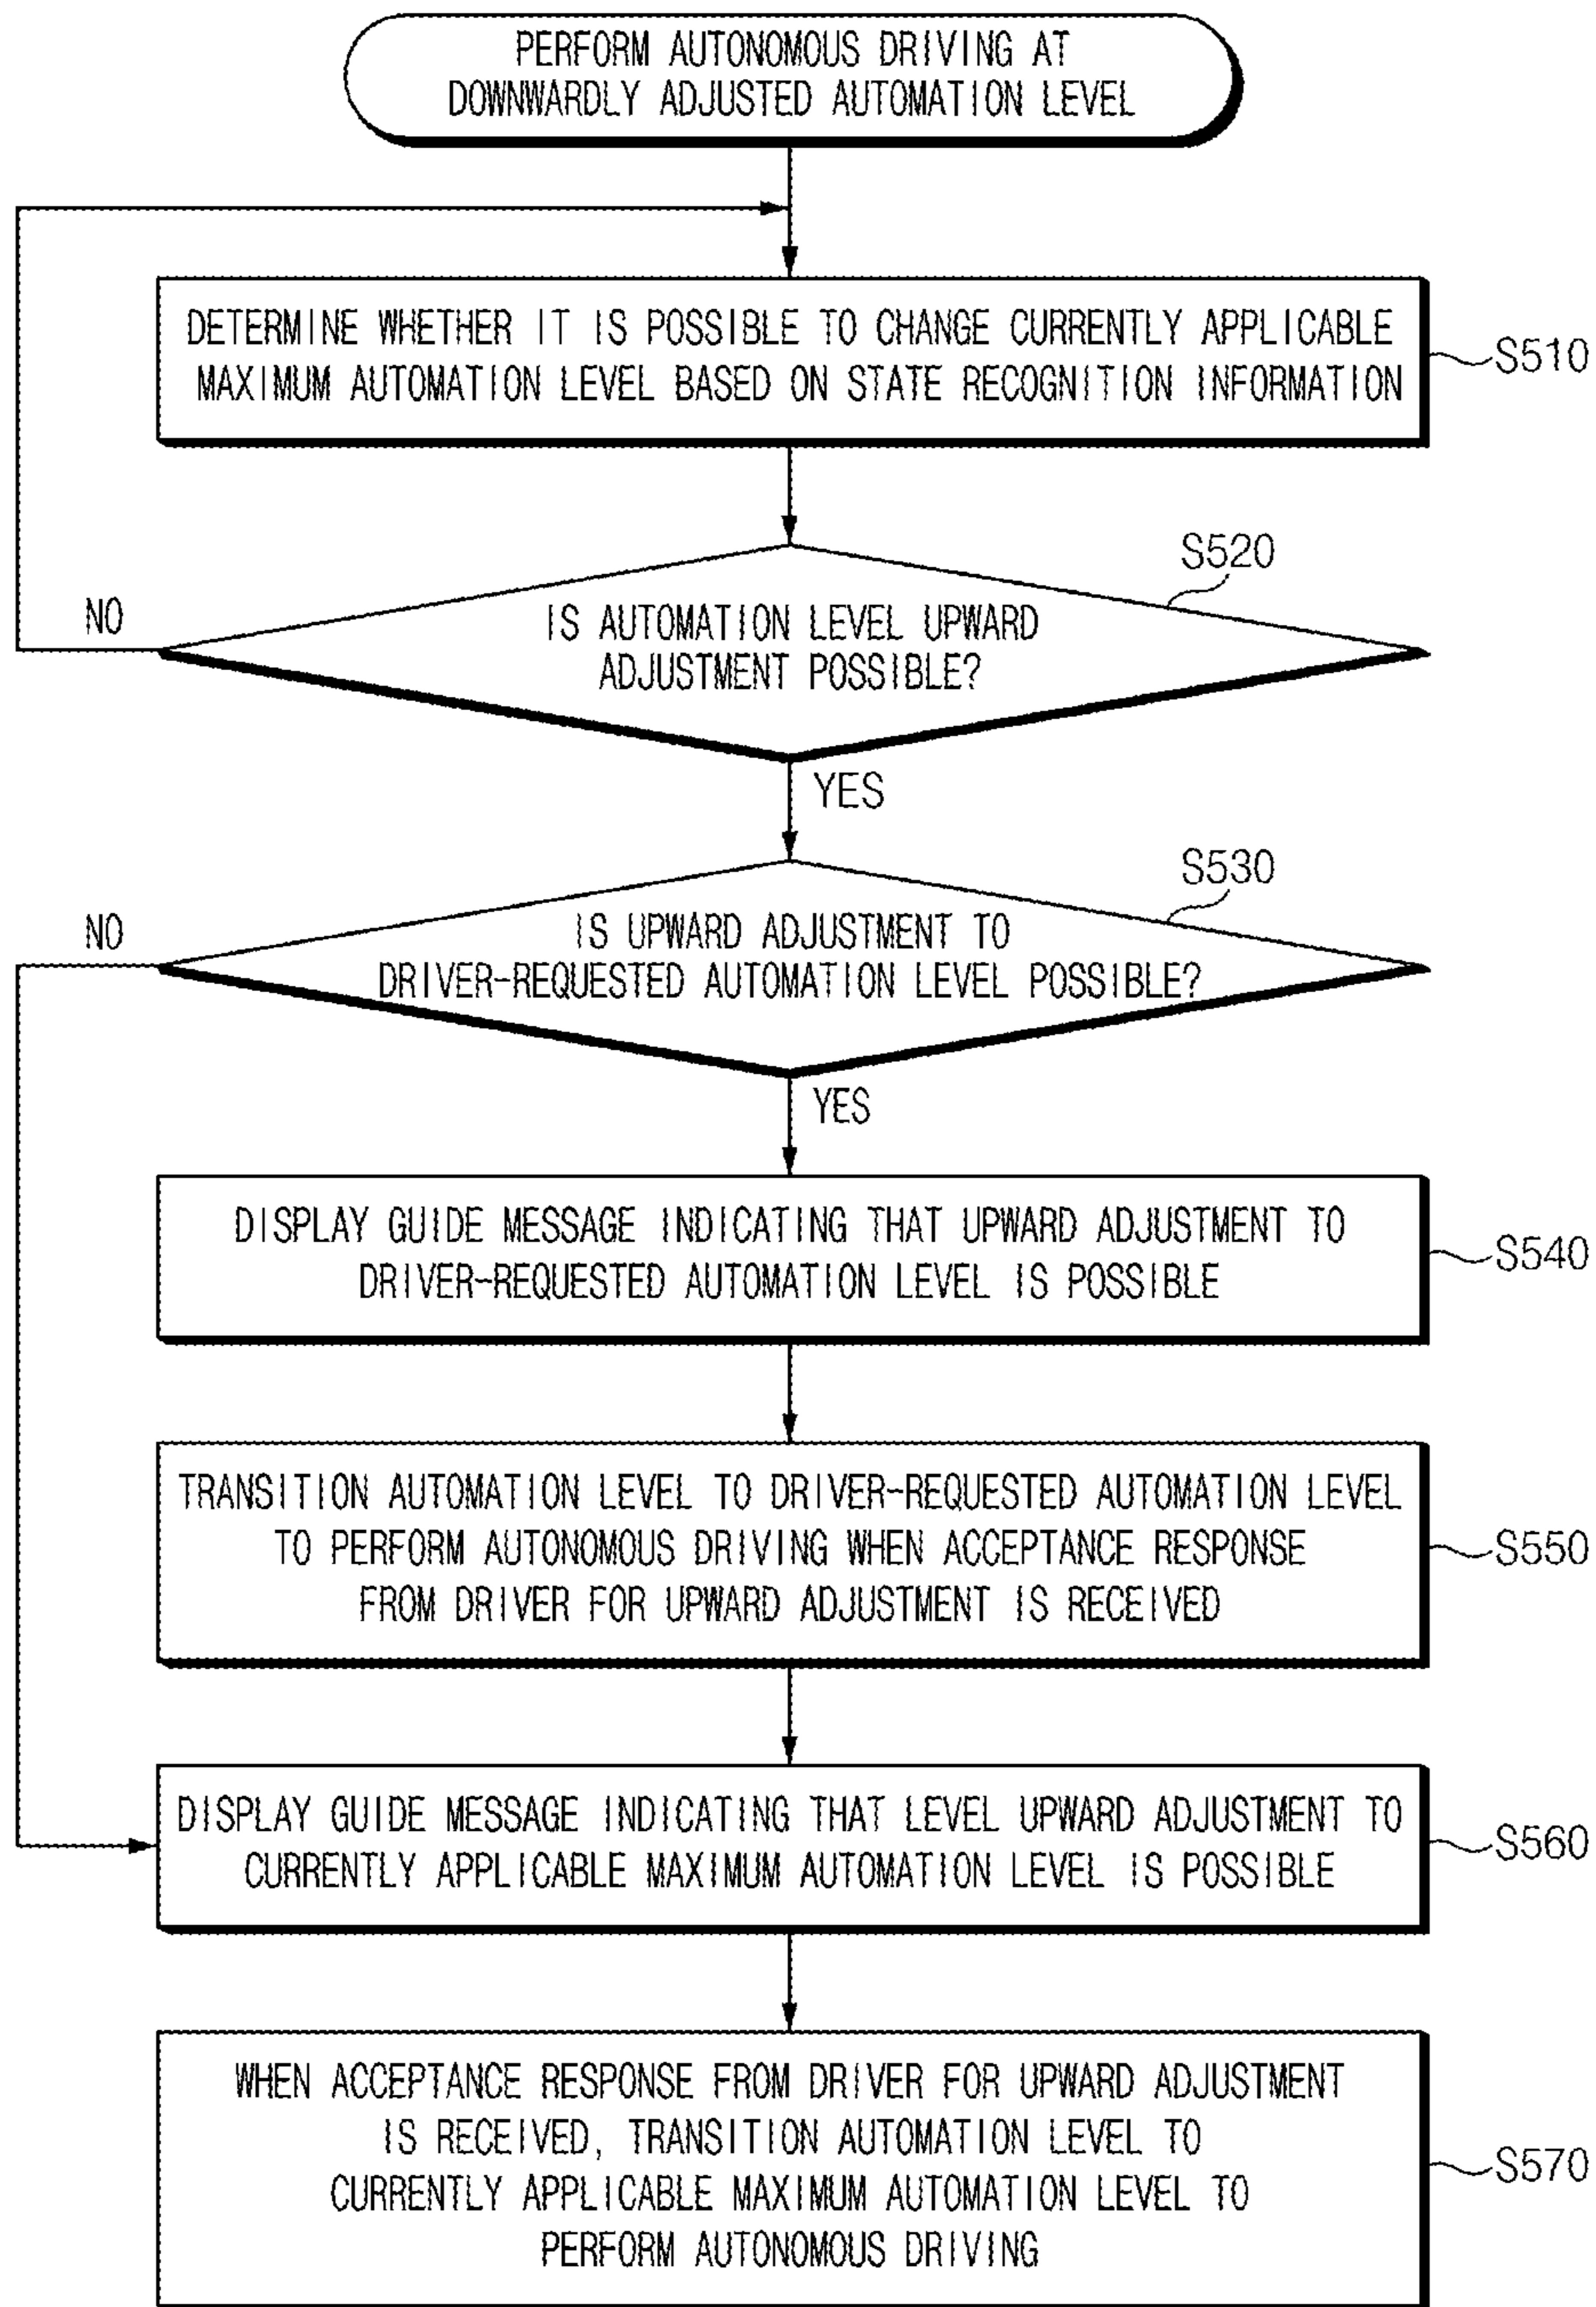 PERFORM AUTONOMOUS DRIVING AT
DOWNWARDLY ADJUSTED AUTOMATION LEVEL
DETERMINE WHETHER IT IS POSSIBLE TO CHANGE CURRENTLY APPLICABLE
MAXIMUM AUTOMATION LEVEL BASED ON STATE RECOGNITION INFORMATION
S510
S520
NO
IS AUTOMATION LEVEL UPWARD
ADJUSTMENT POSSIBLE?
YES
S530
NO
IS UPWARD ADJUSTMENT TO
DRIVER-REQUESTED AUTOMATION LEVEL POSSIBLE?
YES
DISPLAY GUIDE MESSAGE INDICATING THAT UPWARD ADJUSTMENT TO
DRIVER-REQUESTED AUTOMATION LEVEL IS POSSIBLE
S540
TRANSITION AUTOMATION LEVEL TO DRIVER-REQUESTED AUTOMATION LEVEL
TO PERFORM AUTONOMOUS DRIVING WHEN ACCEPTANCE RESPONSE
FROM DRIVER FOR UPWARD ADJUSTMENT IS RECEIVED
S550
DISPLAY GUIDE MESSAGE INDICATING THAT LEVEL UPWARD ADJUSTMENT TO
CURRENTLY APPLICABLE MAXIMUM AUTOMATION LEVEL IS POSSIBLE
S560
WHEN ACCEPTANCE RESPONSE FROM DRIVER FOR UPWARD ADJUSTMENT
IS RECEIVED, TRANSITION AUTOMATION LEVEL TO
CURRENTLY APPLICABLE MAXIMUM AUTOMATION LEVEL TO
PERFORM AUTONOMOUS DRIVING
S570